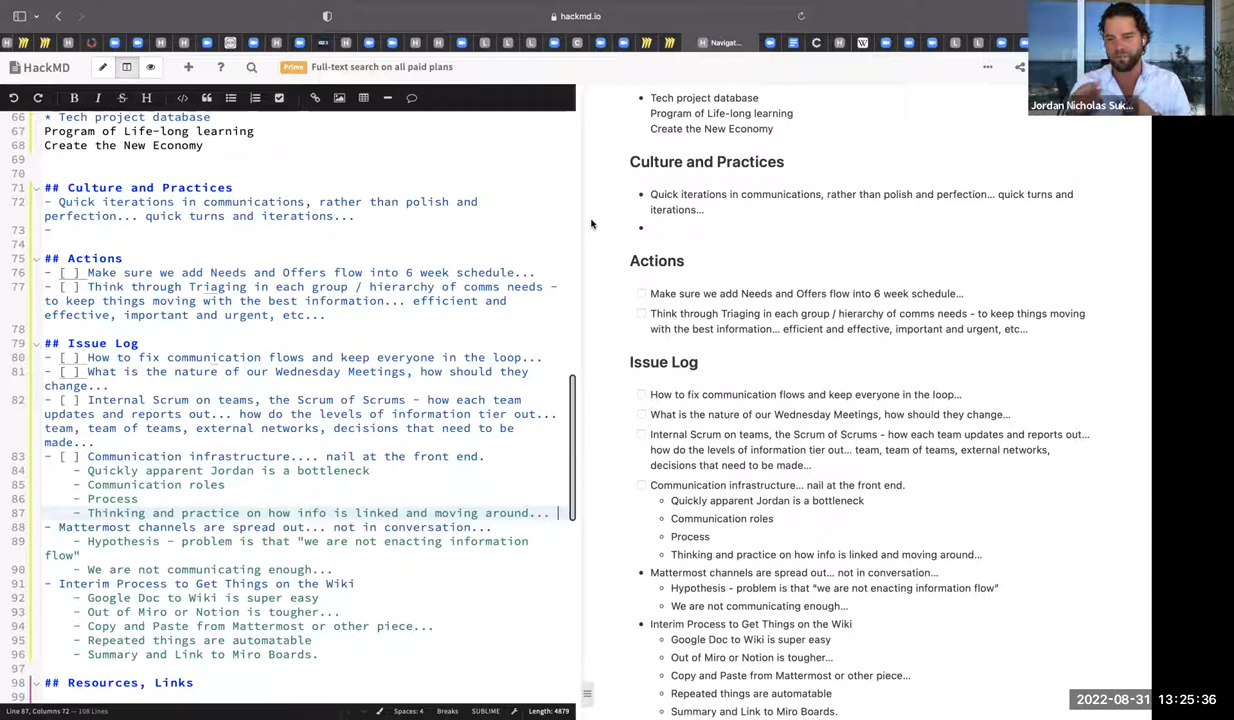 hackmd.io
Navigat...
HackMD
Prime Full-text search on all paid plans
Jordan Nicholas Suk...
66 * Tech project database
67 Program of Life-long learning
68 Create the New Economy
69
70
71 ## Culture and Practices
72 - Quick iterations in communications, rather than polish and
perfection... quick turns and iterations...
73 -
74
75 ## Actions
76 - [ ] Make sure we add Needs and Offers flow into 6 week schedule...
77 - [ ] Think through Triaging in each group / hierarchy of comms needs -
to keep things moving with the best information... efficient and
effective, important and urgent, etc...
78
79 ## Issue Log
80 - [ ] How to fix communication flows and keep everyone in the loop...
81 - [ ] What is the nature of our Wednesday Meetings, how should they
change...
82 - [ ] Internal Scrum on teams, the Scrum of Scrums - how each team
updates and reports out... how do the levels of information tier out...
team, team of teams, external networks, decisions that need to be
made...
83 - [ ] Communication infrastructure.... nail at the front end.
84 - Quickly apparent Jordan is a bottleneck
85 - Communication roles
86 - Process
87 - Thinking and practice on how info is linked and moving around...
88 - Mattermost channels are spread out... not in conversation...
89 - Hypothesis - problem is that "we are not enacting information
flow"
90 - We are not communicating enough...
91 - Interim Process to Get Things on the Wiki
92 - Google Doc to Wiki is super easy
93 - Out of Miro or Notion is tougher...
94 - Copy and Paste from Mattermost or other piece...
95 - Repeated things are automatable
96 - Summary and Link to Miro Boards.
97
98 ## Resources, Links
99
Line 87, Columns 72 — 108 Lines
Spaces: 4
Breaks
SUBLIME
Length: 4879
• Tech project database
Program of Life-long learning
Create the New Economy
Culture and Practices
• Quick iterations in communications, rather than polish and perfection… quick turns and
iterations…
•
Actions
Make sure we add Needs and Offers flow into 6 week schedule…
Think through Triaging in each group / hierarchy of comms needs - to keep things moving
with the best information… efficient and effective, important and urgent, etc…
Issue Log
How to fix communication flows and keep everyone in the loop…
What is the nature of our Wednesday Meetings, how should they change…
Internal Scrum on teams, the Scrum of Scrums - how each team updates and reports out…
how do the levels of information tier out… team, team of teams, external networks,
decisions that need to be made…
Communication infrastructure… nail at the front end.
Quickly apparent Jordan is a bottleneck
Communication roles
Process
Thinking and practice on how info is linked and moving around…
• Mattermost channels are spread out… not in conversation…
Hypothesis - problem is that “we are not enacting information flow”
We are not communicating enough…
• Interim Process to Get Things on the Wiki
Google Doc to Wiki is super easy
Out of Miro or Notion is tougher…
Copy and Paste from Mattermost or other piece…
Repeated things are automatable
Summary and Link to Miro Boards.
2022-08-31 13:25:36